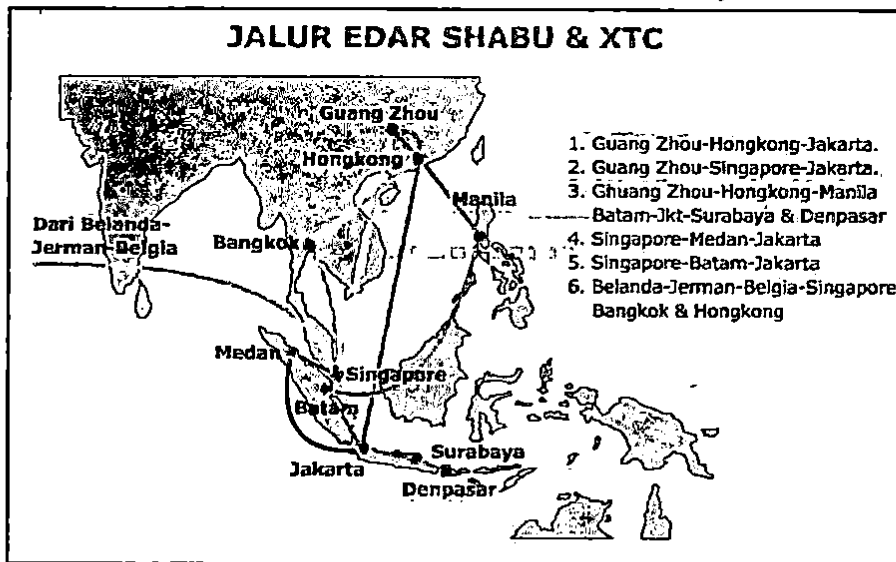 JALUR EDAR SHABU & XTC
Guang Zhou
Hongkong
Manila
Dari Belanda-
Jerman-Belgia
Bangkok
Medan
Singapore
Batam
Jakarta
Surabaya
Denpasar
1. Guang Zhou-Hongkong-Jakarta.
2. Guang Zhou-Singapore-Jakarta.
3. Ghuang Zhou-Hongkong-Manila
Batam-Jkt-Surabaya & Denpasar
4. Singapore-Medan-Jakarta
5. Singapore-Batam-Jakarta
6. Belanda-Jerman-Belgia-Singapore
Bangkok & Hongkong